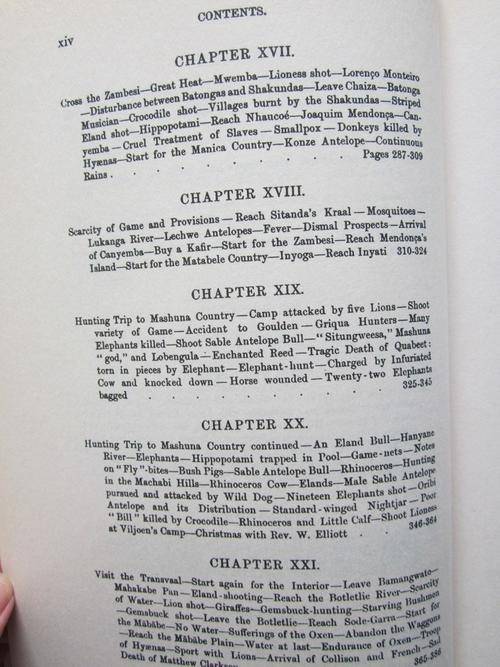 CONTENTS.
xiv
CHAPTER XVII.
Cross the Zambesi—Great Heat—Mwemba—Lioness shot—Lorenço Monteiro
—Disturbance between Batongas and Shakundas—Leave Chaiza—Batonga
Musician—Crocodile shot—Villages burnt by the Shakundas—Striped
Eland shot—Hippopotami—Reach Nhaucoé—Joaquim Mendonça—Can-
yemba—Cruel Treatment of Slaves—Smallpox—Donkeys killed by
Hyænas—Start for the Manica Country—Konze Antelope—Continuous
Rains . . . . . . . . . Pages 287-309
CHAPTER XVIII.
Scarcity of Game and Provisions—Reach Sitanda's Kraal—Mosquitoes—
Lukanga River—Lechwe Antelopes—Fever—Dismal Prospects—Arrival
of Canyemba—Buy a Kafir—Start for the Zambesi—Reach Mendonça's
Island—Start for the Matabele Country—Inyoga—Reach Inyati 310-324
CHAPTER XIX.
Hunting Trip to Mashuna Country—Camp attacked by five Lions—Shoot
variety of Game—Accident to Goulden—Griqua Hunters—Many
Elephants killed—Shoot Sable Antelope Bull—"Situngweesa," Mashuna
"god," and Lobengula—Enchanted Reed—Tragic Death of Quabeet:
torn in pieces by Elephant—Elephant-hunt—Charged by Infuriated
Cow and knocked down—Horse wounded—Twenty-two Elephants
bagged . . . . . . . . 325-345
CHAPTER XX.
Hunting Trip to Mashuna Country continued—An Eland Bull—Hanyane
River—Elephants—Hippopotami trapped in Pool—Game-nets—Notes
on "Fly"-bites—Bush Pigs—Sable Antelope Bull—Rhinoceros—Hunting
in the Machabi Hills—Rhinoceros Cow—Elands—Male Sable Antelope
pursued and attacked by Wild Dog—Nineteen Elephants shot—Oribi
Antelope and its Distribution—Standard-winged Nightjar—Poor
"Bill" killed by Crocodile—Rhinoceros and Little Calf—Shoot Lioness
at Viljoen's Camp—Christmas with Rev. W. Elliott . . 346-364
CHAPTER XXI.
Visit the Transvaal—Start again for the Interior—Leave Bamangwato—
Mahakabe Pan—Eland-shooting—Reach the Botletlie River—Scarcity
of Water—Lion shot—Giraffes—Gemsbuck-hunting—Starving Bushmen
—Gemsbuck shot—Leave the Botletlie—Reach Sode-Garra—Start for
the Mābābe—No Water—Sufferings of the Oxen—Abandon the Waggons
—Reach the Mābābe Plain—Water at last—Endurance of Oxen—Troop
of Hyænas—Sport with Lions—Arrival of Collison and French—Sad
Death of Matthew 365-386